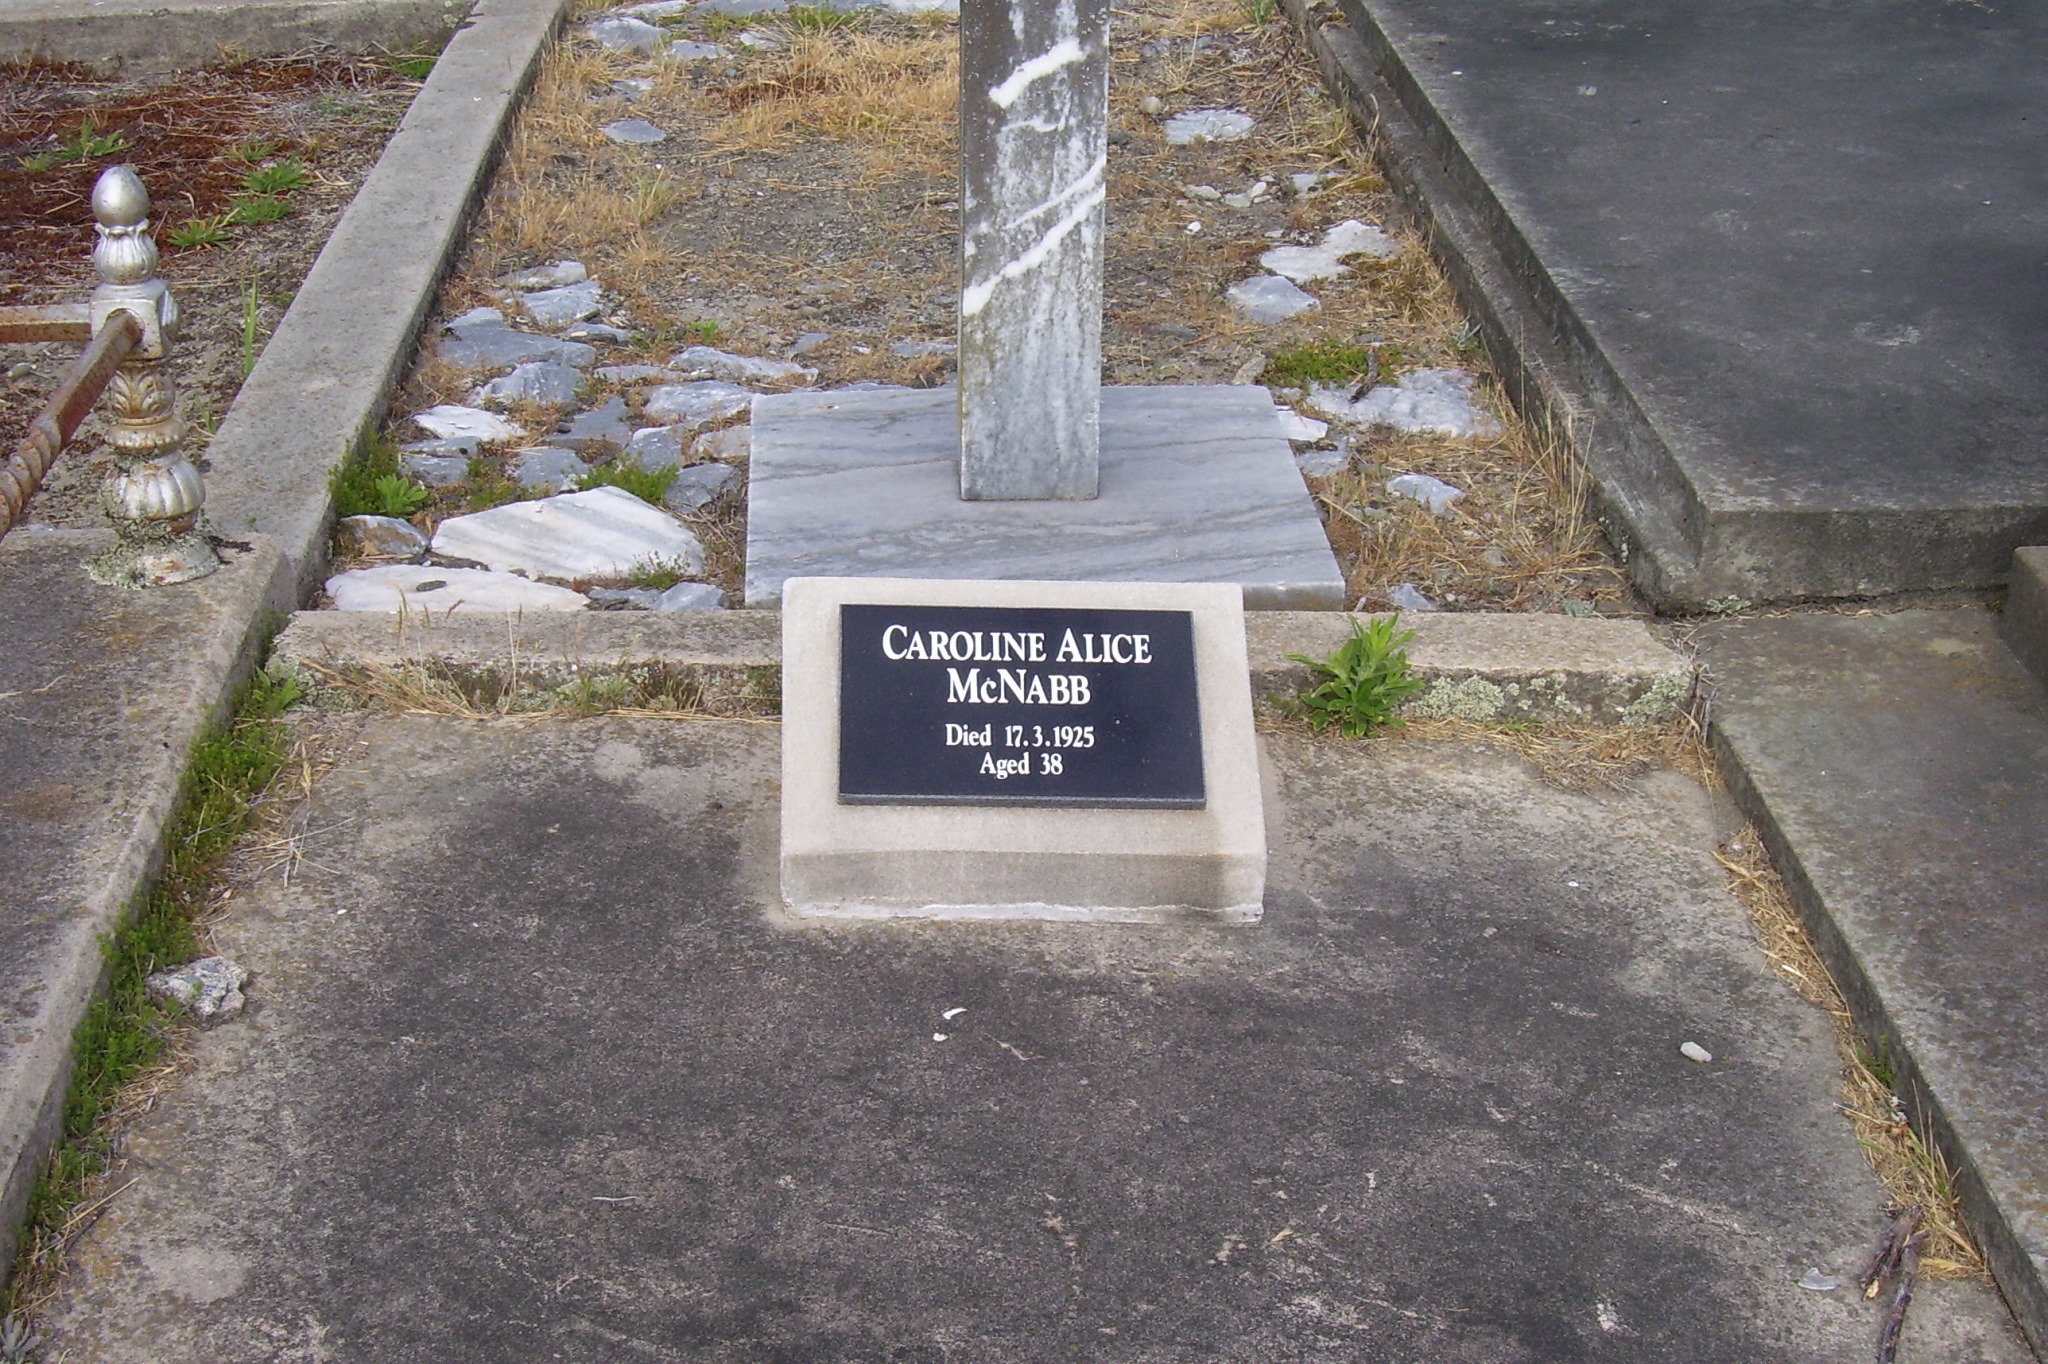 CAROLINE ALICE
McNABB
Died 17.3.1925
Aged 38